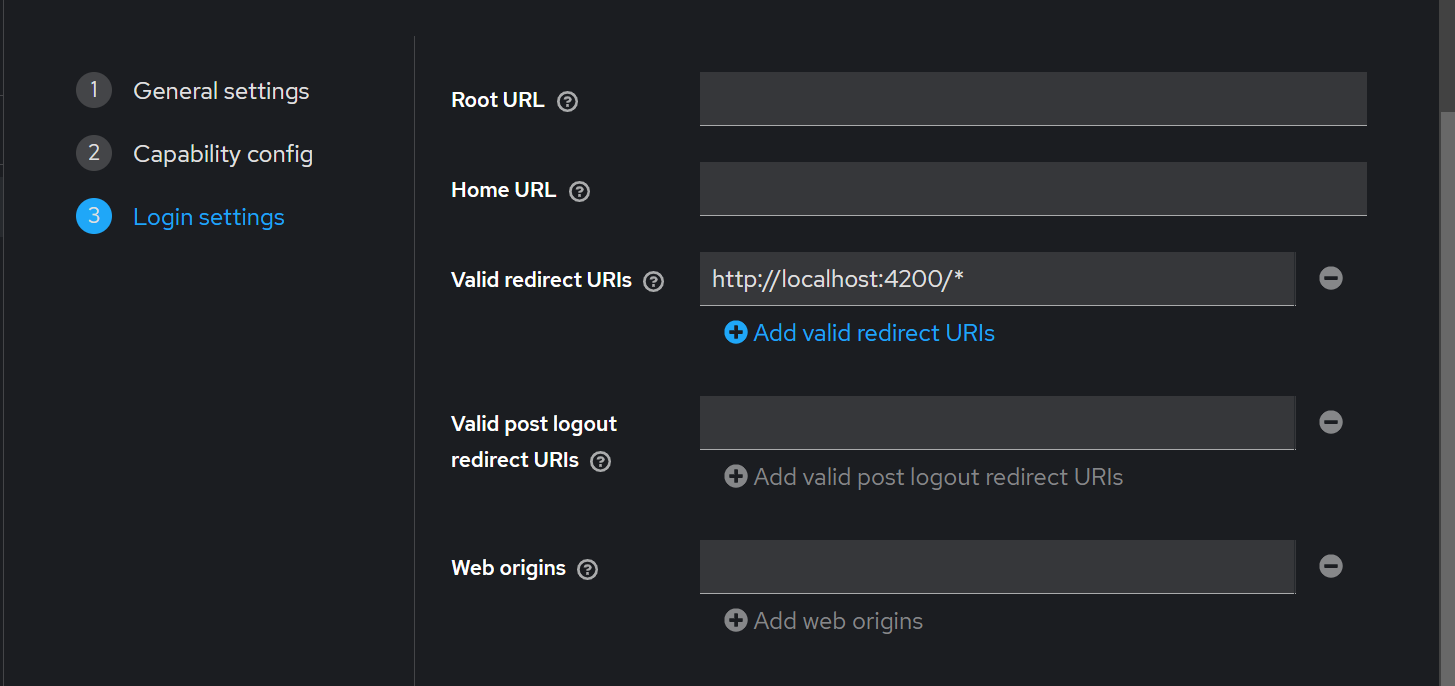 1 General settings
2 Capability config
3 Login settings
Root URL
Home URL
Valid redirect URIs
http://localhost:4200/*
Add valid redirect URIs
Valid post logout
redirect URIs
Add valid post logout redirect URIs
Web origins
Add web origins